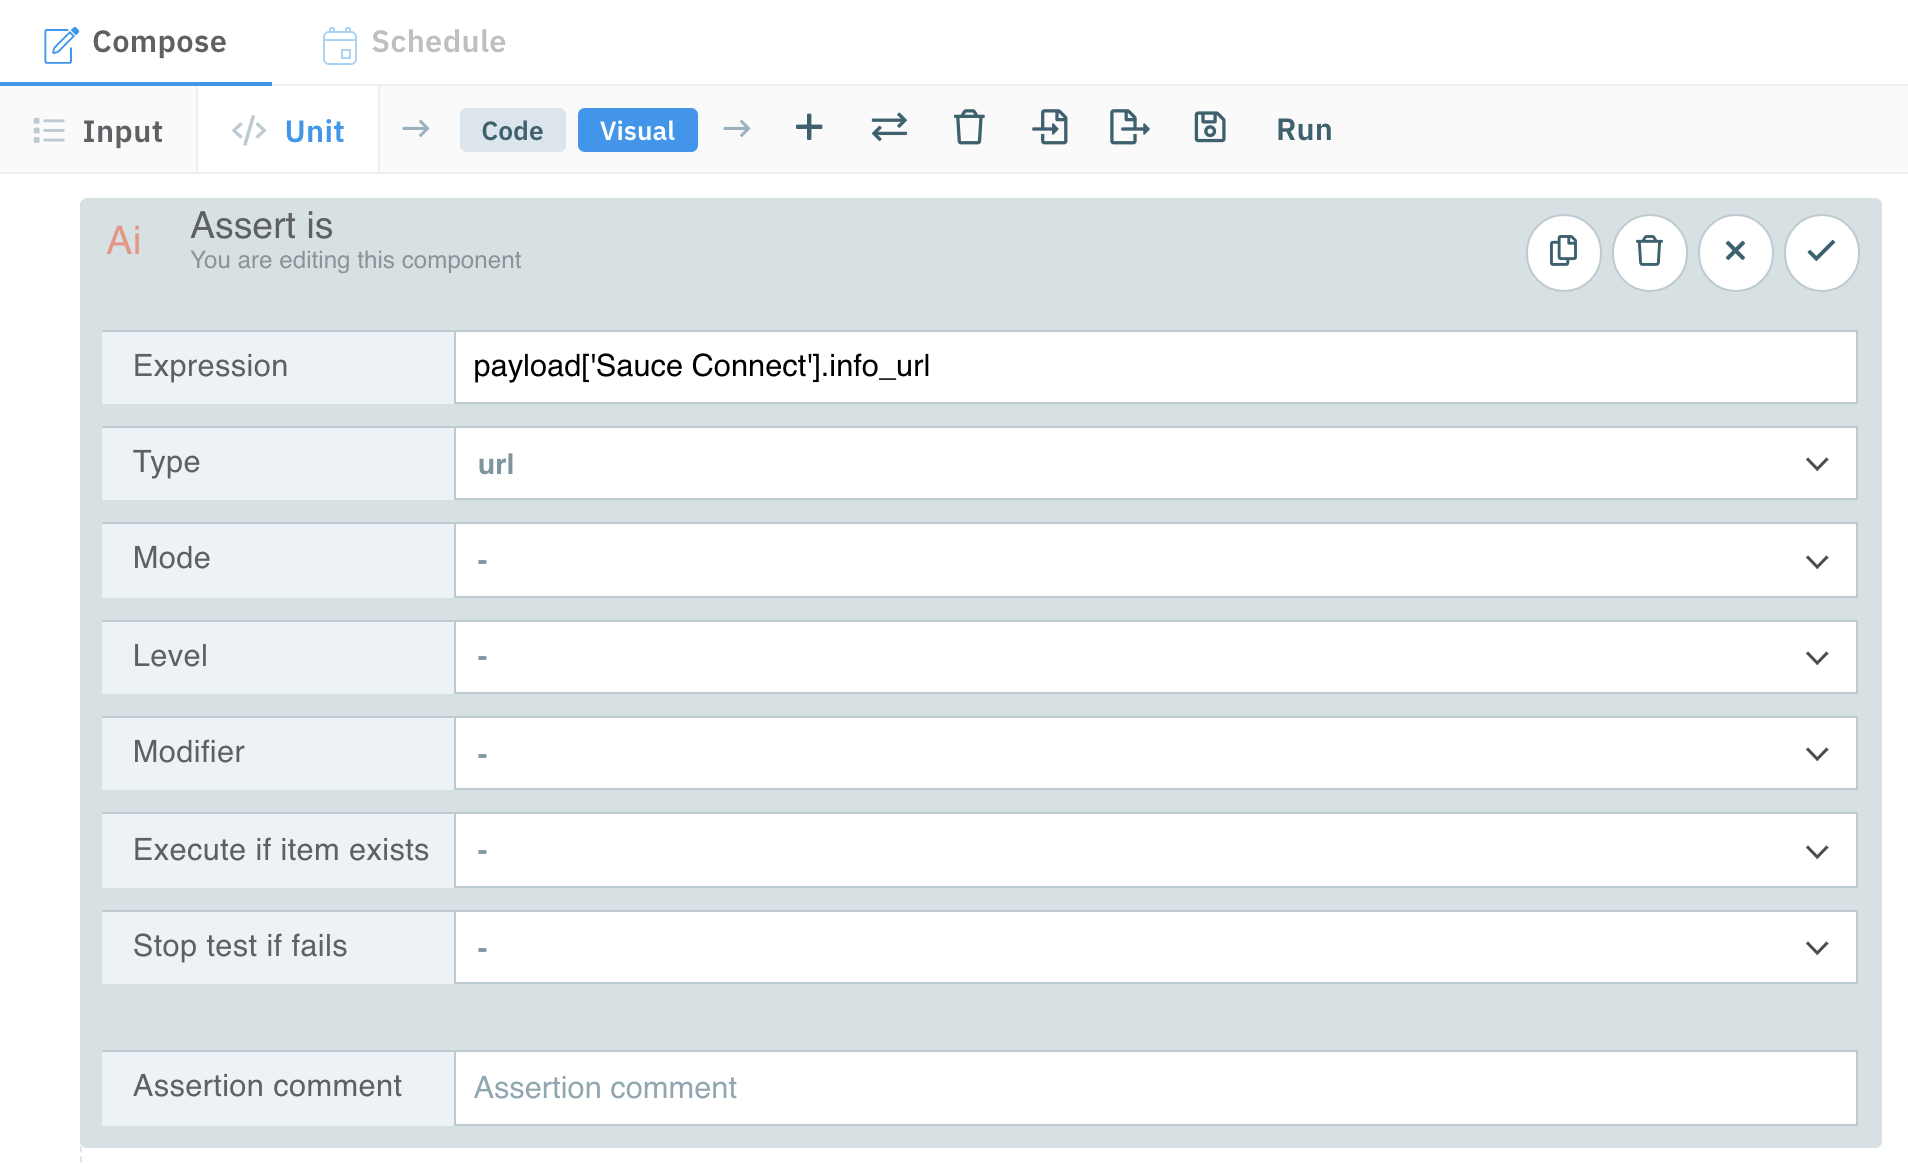 Compose Schedule
Input Unit Code Visual Run
Ai Assert is
You are editing this component
Expression payload['Sauce Connect'].info_url
Type url
Mode -
Level -
Modifier -
Execute if item exists -
Stop test if fails -
Assertion comment Assertion comment